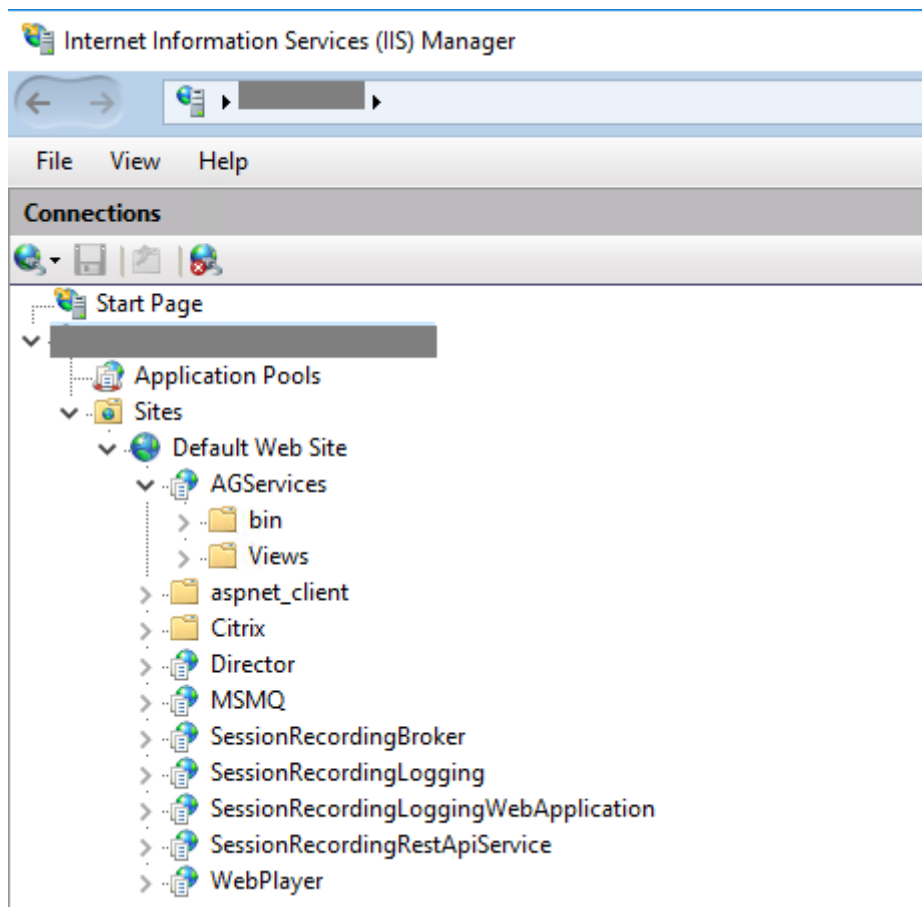 Internet Information Services (IIS) Manager
File View Help
Connections
Start Page
Application Pools
Sites
Default Web Site
AGServices
bin
Views
aspnet_client
Citrix
Director
MSMQ
SessionRecordingBroker
SessionRecordingLogging
SessionRecordingLoggingWebApplication
SessionRecordingRestApiService
WebPlayer